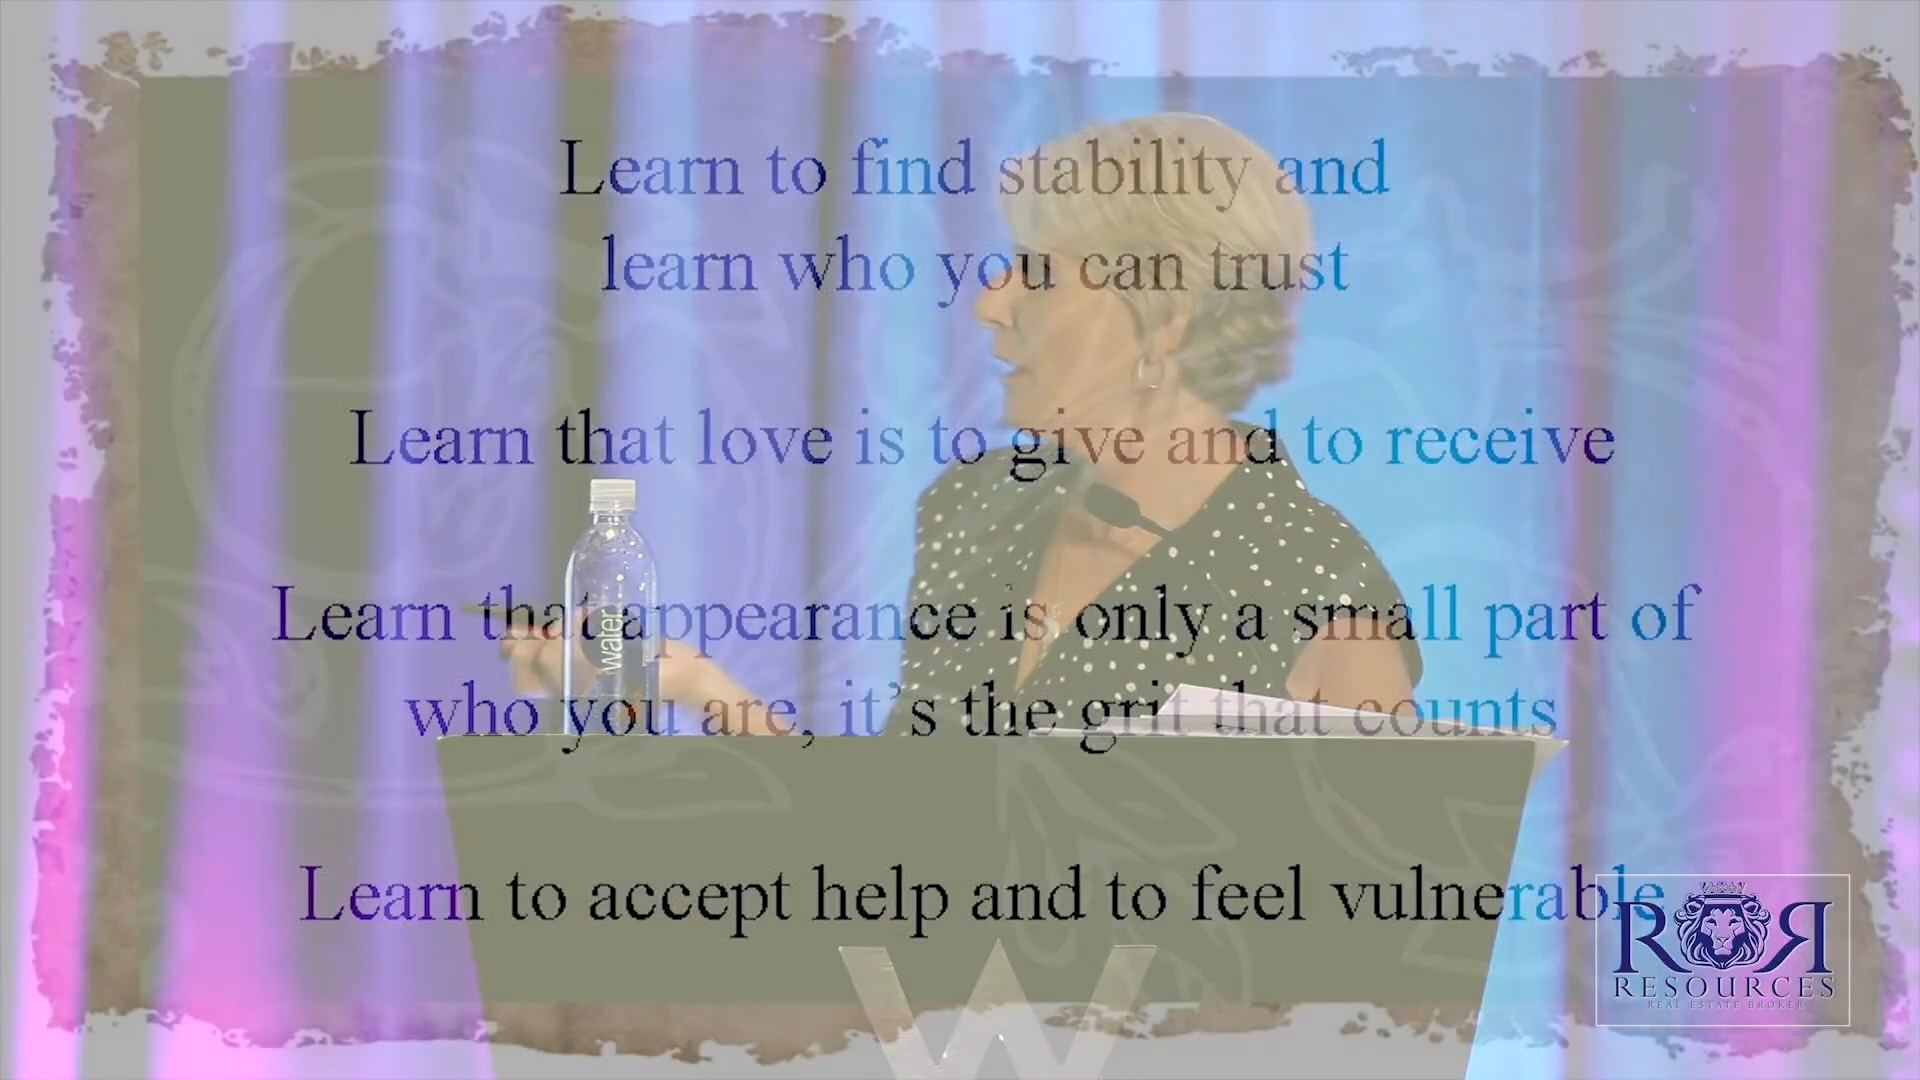 Learn to find stability and
learn who you can trust
Learn that love is to give and to receive
water
Learn that appearance is only a small part of
who you are, it's the grit that counts
Learn to accept help and to feel vulnerable
RR
RESOURCES
REAL ESTATE BROKER
W